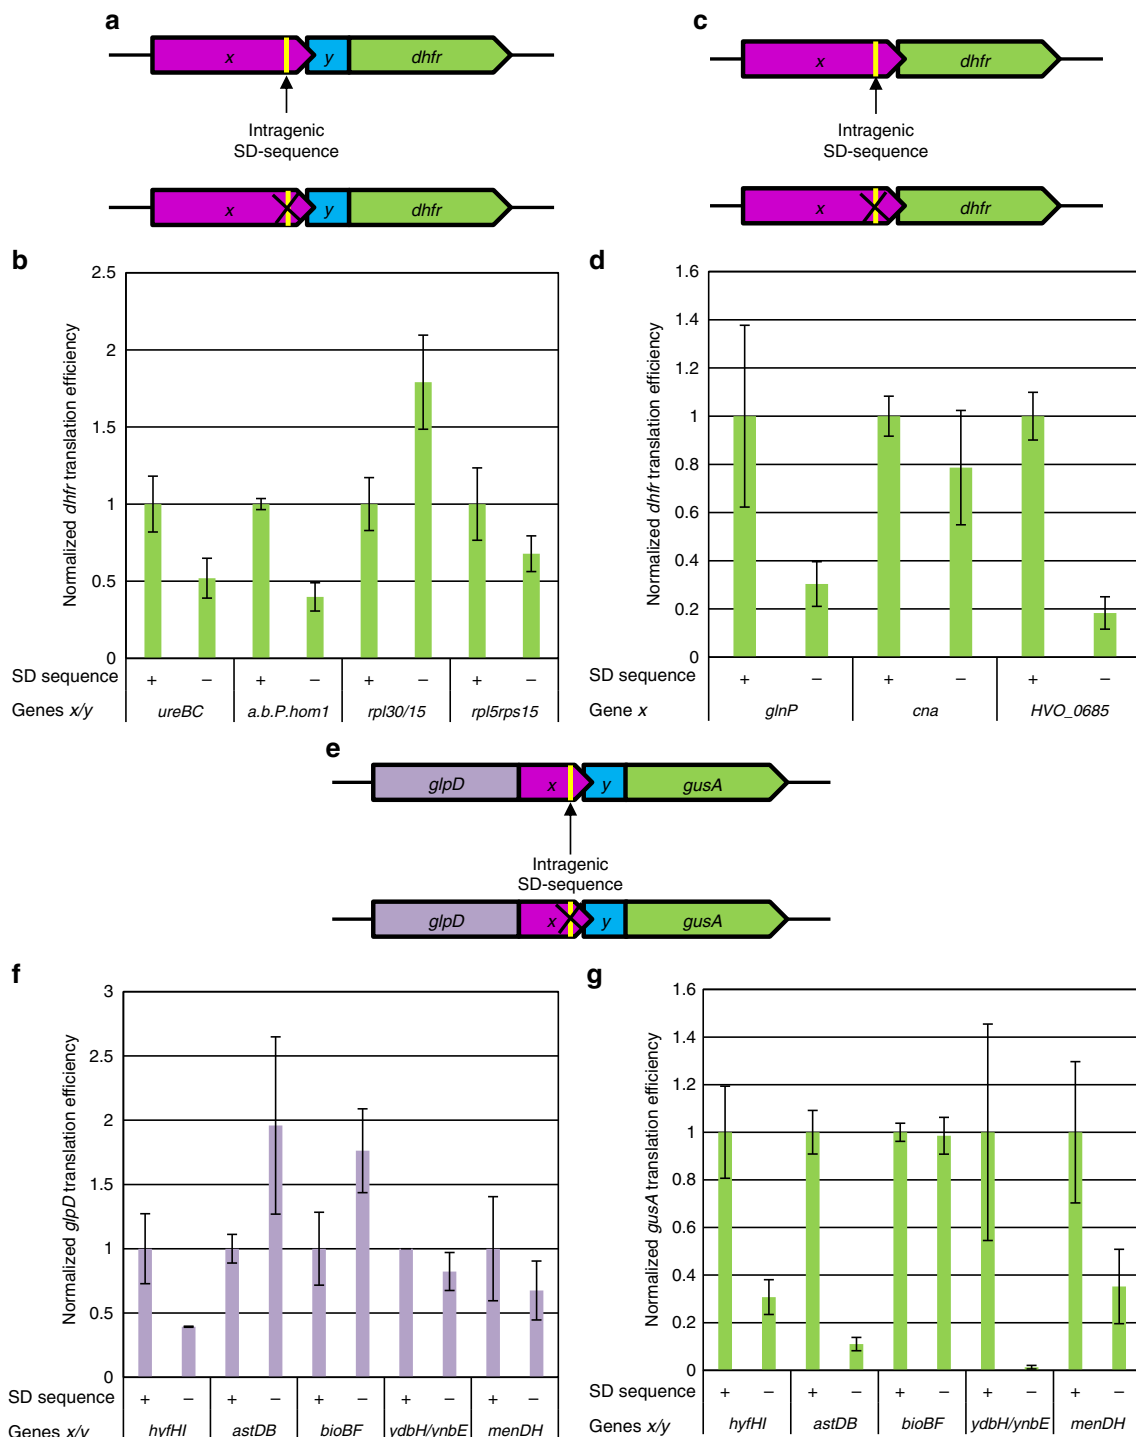 a
x
y
dhfr
Intragenic
SD-sequence
x
y
dhfr
c
x
dhfr
Intragenic
SD-sequence
x
dhfr
b
Normalized dhfr translation efficiency
2.5
2
1.5
1
0.5
0
SD sequence + − + − + − + −
Genes x/y ureBC a.b.P.hom1 rpl30/15 rpl5rps15
d
Normalized dhfr translation efficiency
1.6
1.4
1.2
1
0.8
0.6
0.4
0.2
0
SD sequence + − + − + −
Gene x glnP cna HVO_0685
e
glpD
x
y
gusA
Intragenic
SD-sequence
glpD
x
y
gusA
f
Normalized glpD translation efficiency
3
2.5
2
1.5
1
0.5
0
SD sequence + − + − + − + − + −
Genes x/y hyfHI astDB bioBF ydbH/ynbE menDH
g
Normalized gusA translation efficiency
1.6
1.4
1.2
1
0.8
0.6
0.4
0.2
0
SD sequence + − + − + − + − + −
Genes x/y hyfHI astDB bioBF ydbH/ynbE menDH